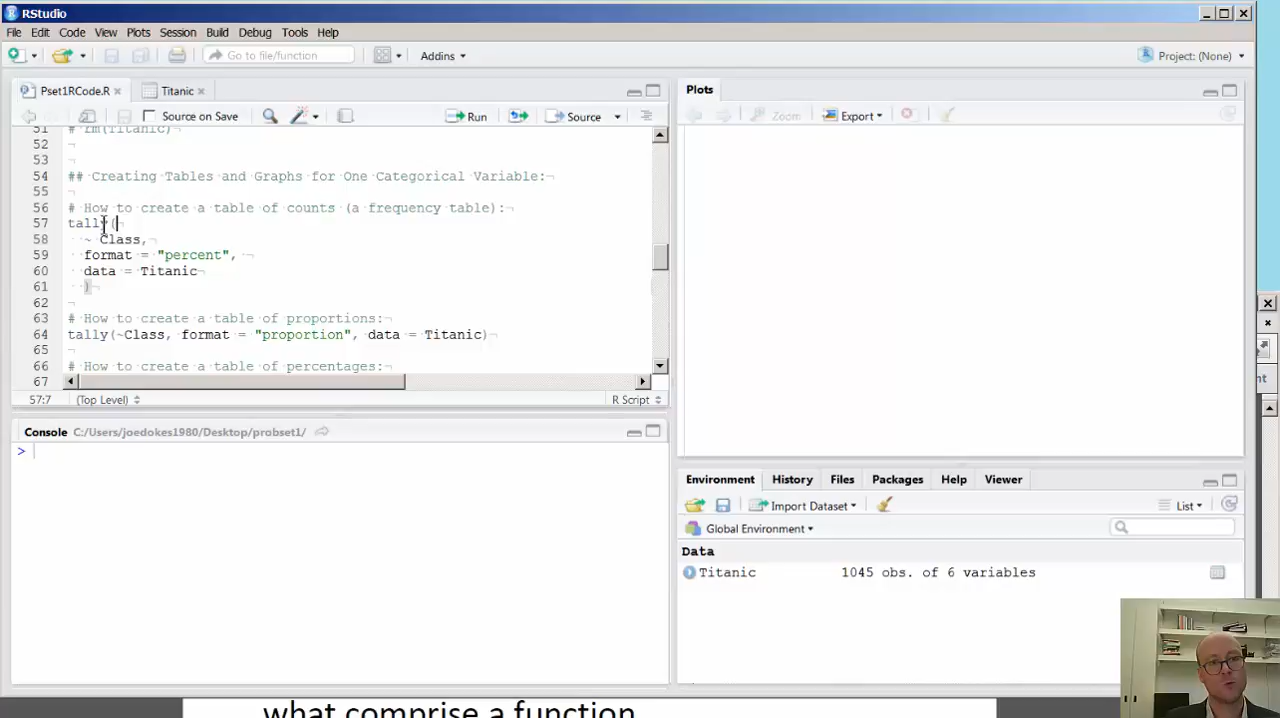 RStudio
File Edit Code View Plots Session Build Debug Tools Help
Go to file/function Addins Project: (None)
Pset1RCode.R Titanic
Source on Save Run Source
51 # rm(Titanic)
52
53
54 ## Creating Tables and Graphs for One Categorical Variable:
55
56 # How to create a table of counts (a frequency table):
57 tally(
58 ~ Class,
59 format = "percent",
60 data = Titanic
61 )
62
63 # How to create a table of proportions:
64 tally(~Class, format = "proportion", data = Titanic)
65
66 # How to create a table of percentages:
67
57:7 (Top Level) R Script
Console C:/Users/joedokes1980/Desktop/probset1/
>
Plots
Zoom Export
Environment History Files Packages Help Viewer
Import Dataset List
Global Environment
Data
Titanic 1045 obs. of 6 variables
nt
what comprise a function